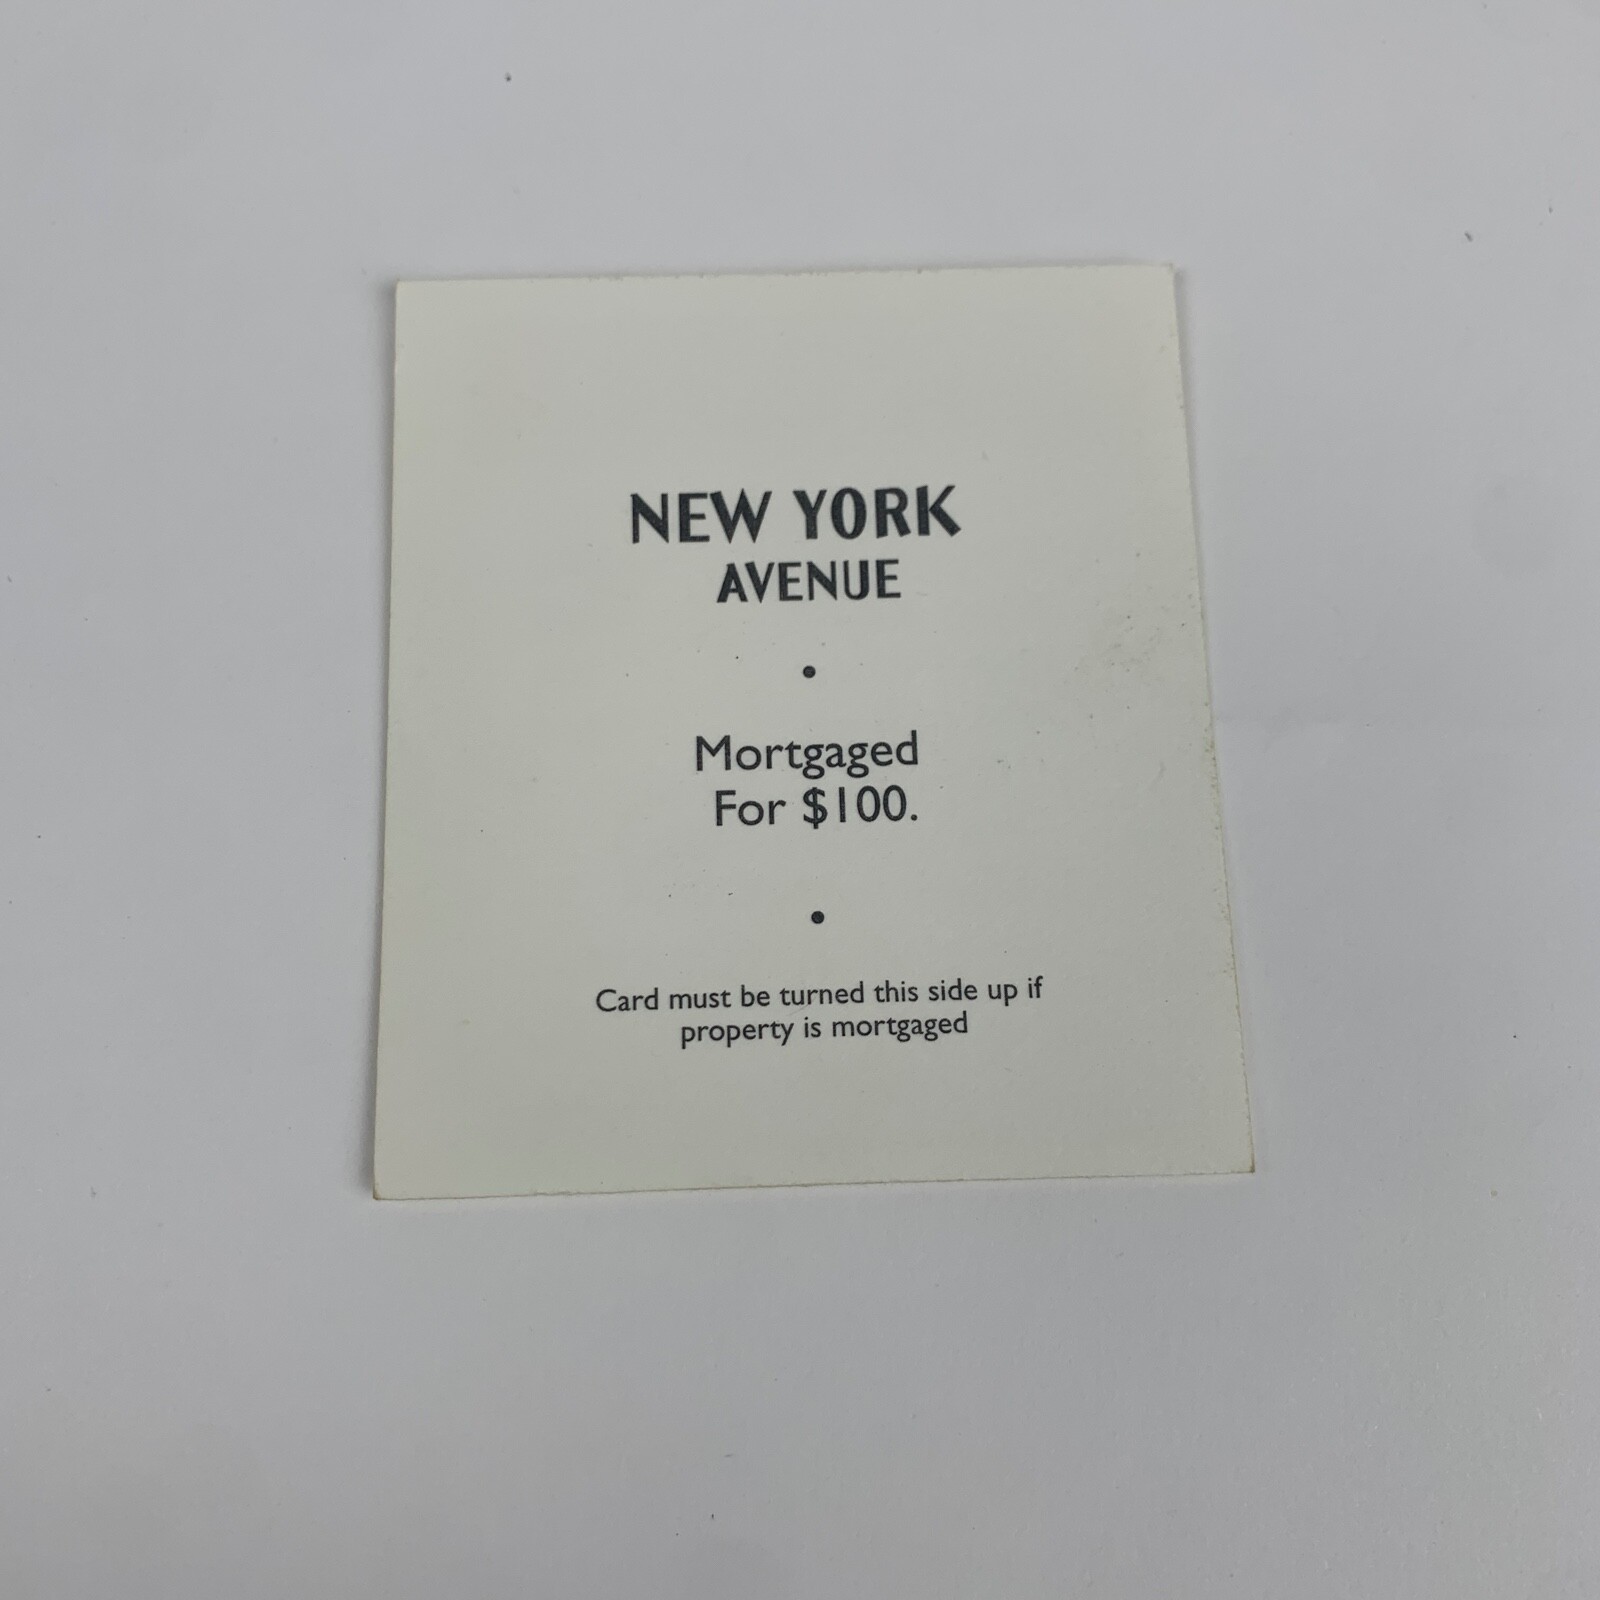 NEW YORK
AVENUE
•
Mortgaged
For $100.
•
Card must be turned this side up if
property is mortgaged